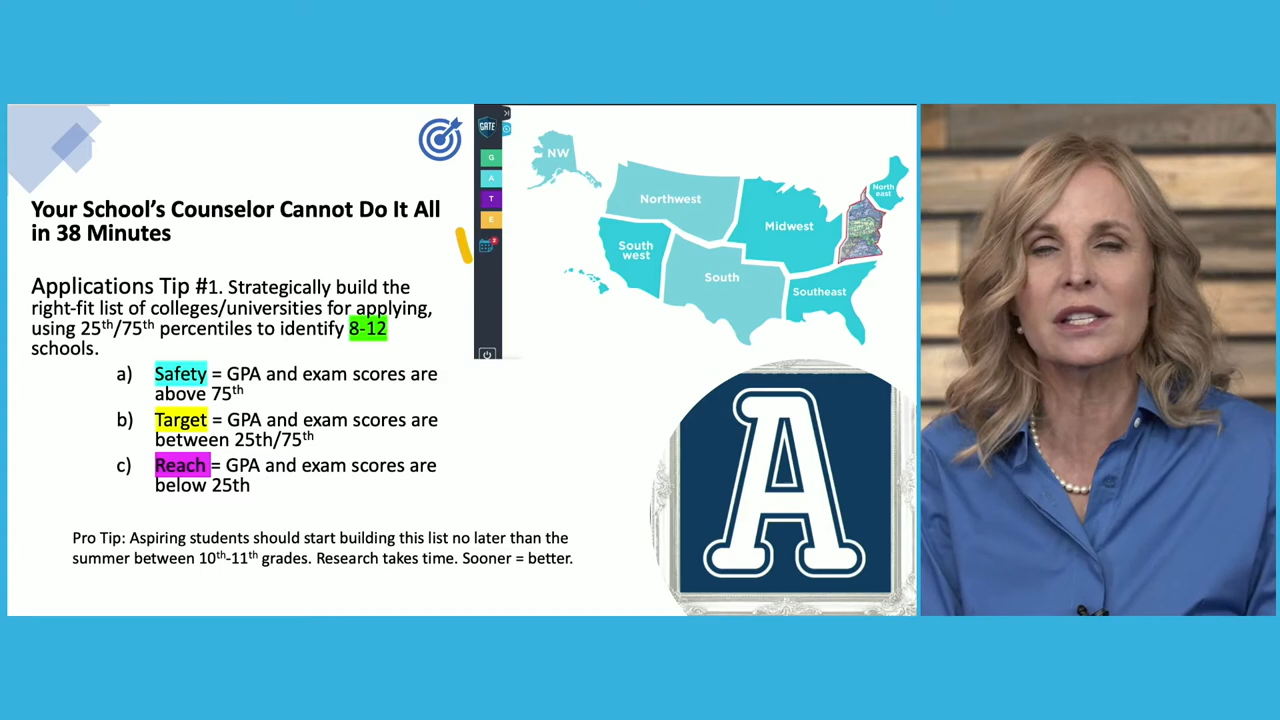 Your School's Counselor Cannot Do It All
in 38 Minutes
Applications Tip #1. Strategically build the
right-fit list of colleges/universities for applying,
using 25th/75th percentiles to identify 8-12
schools.
a) Safety = GPA and exam scores are
above 75th
b) Target = GPA and exam scores are
between 25th/75th
c) Reach = GPA and exam scores are
below 25th
Pro Tip: Aspiring students should start building this list no later than the
summer between 10th-11th grades. Research takes time. Sooner = better.
GATE
G
A
T
E
2
NW
Northwest
Midwest
North
east
South
west
South
Southeast
A